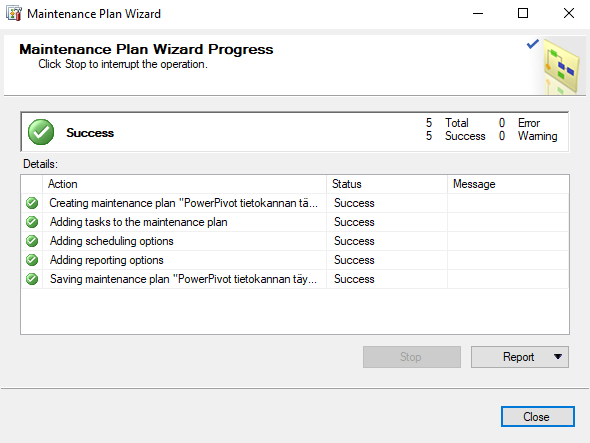 Maintenance Plan Wizard
Maintenance Plan Wizard Progress
Click Stop to interrupt the operation.
Success
5 Total 0 Error
5 Success 0 Warning
Details:
Action Status Message
Creating maintenance plan "PowerPivot tietokannan tä... Success
Adding tasks to the maintenance plan Success
Adding scheduling options Success
Adding reporting options Success
Saving maintenance plan "PowerPivot tietokannan täy... Success
Stop Report
Close